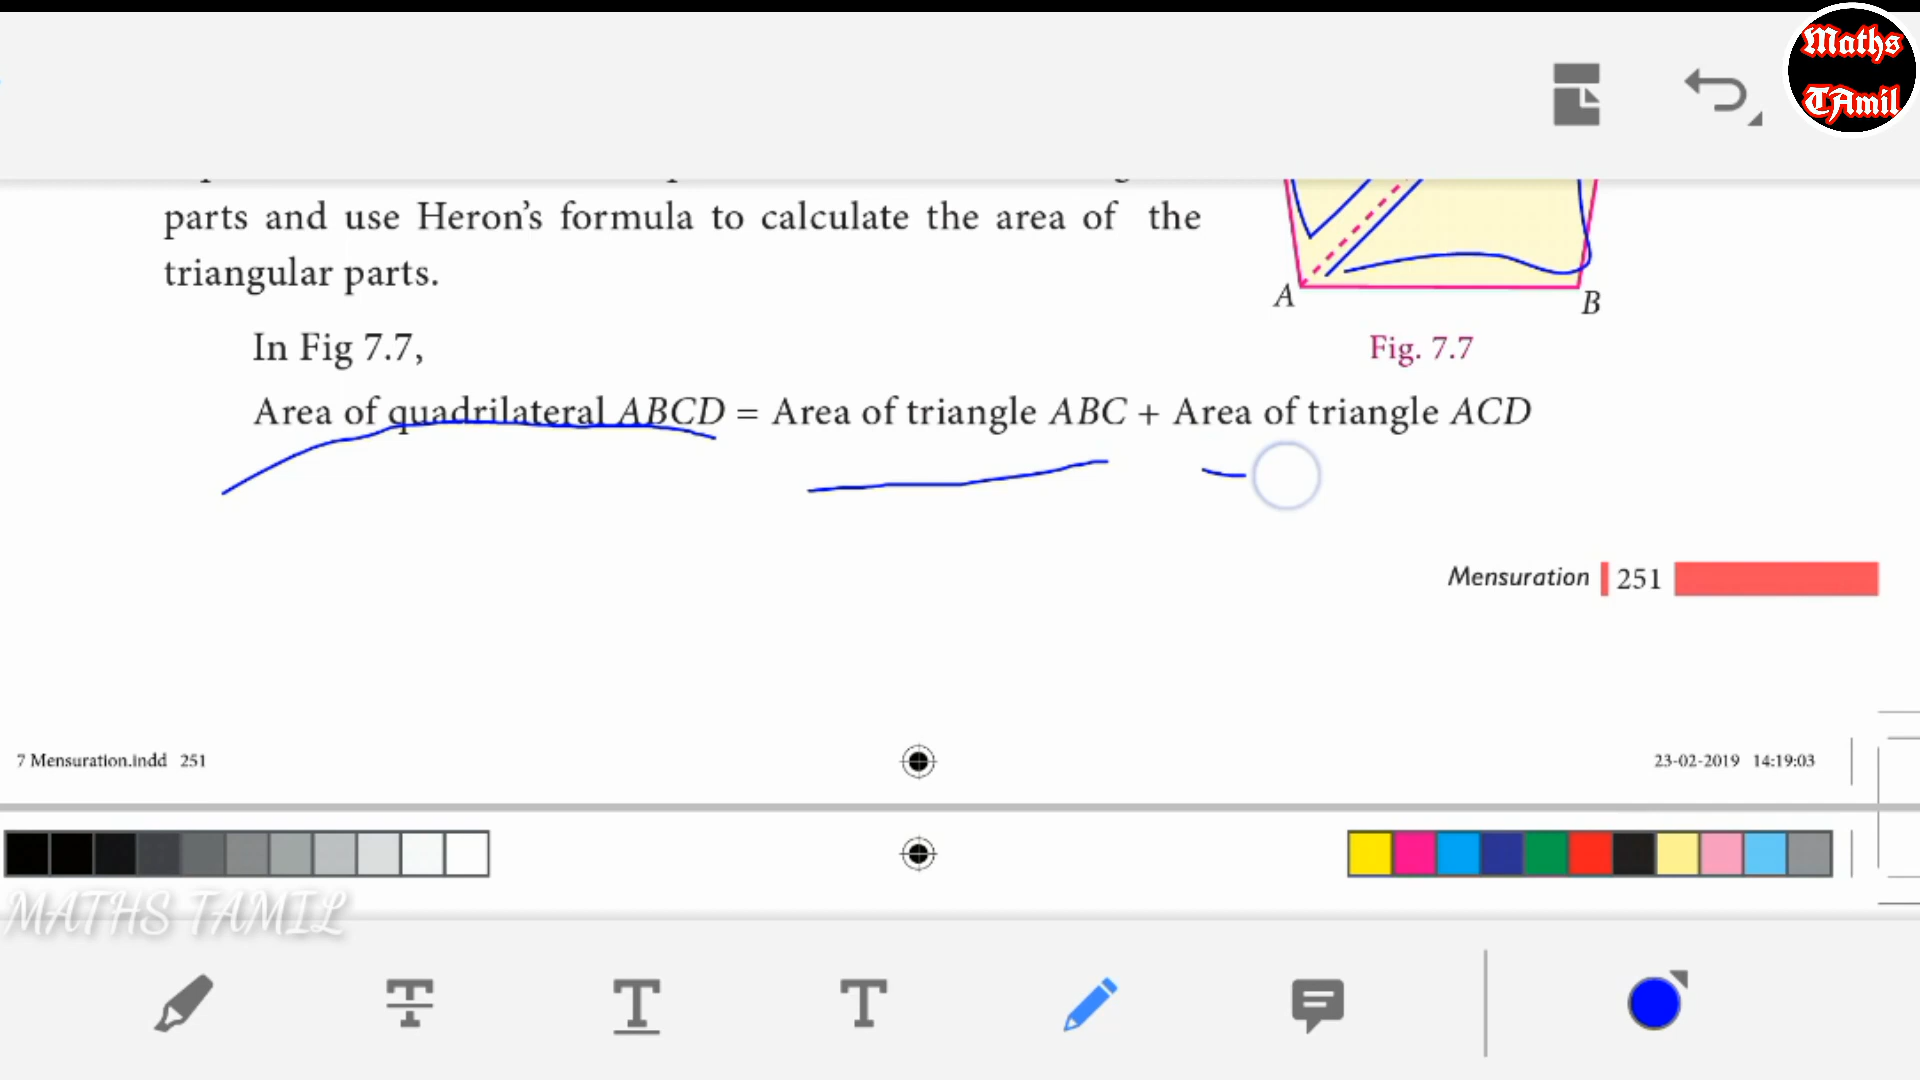 Maths
TAmil
parts and use Heron's formula to calculate the area of the
triangular parts.
A
B
In Fig 7.7,
Fig. 7.7
Area of quadrilateral ABCD = Area of triangle ABC + Area of triangle ACD
Mensuration 251
7 Mensuration.indd 251
23-02-2019 14:19:03
MATHS TAMIL